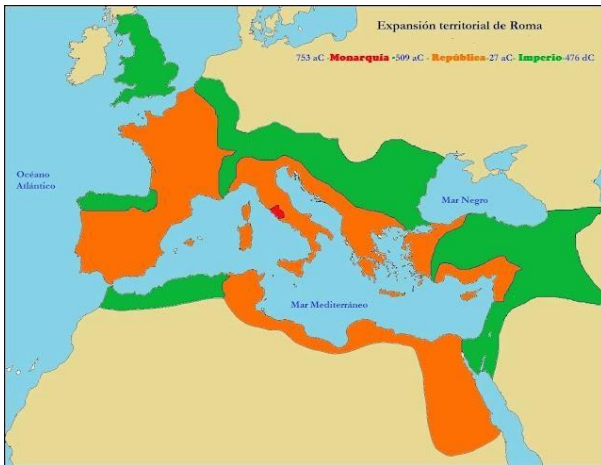 Expansión territorial de Roma
753 aC -Monarquía -509 aC - República-27 aC- Imperio-476 dC
Océano
Atlántico
Mar Negro
Mar Mediterráneo